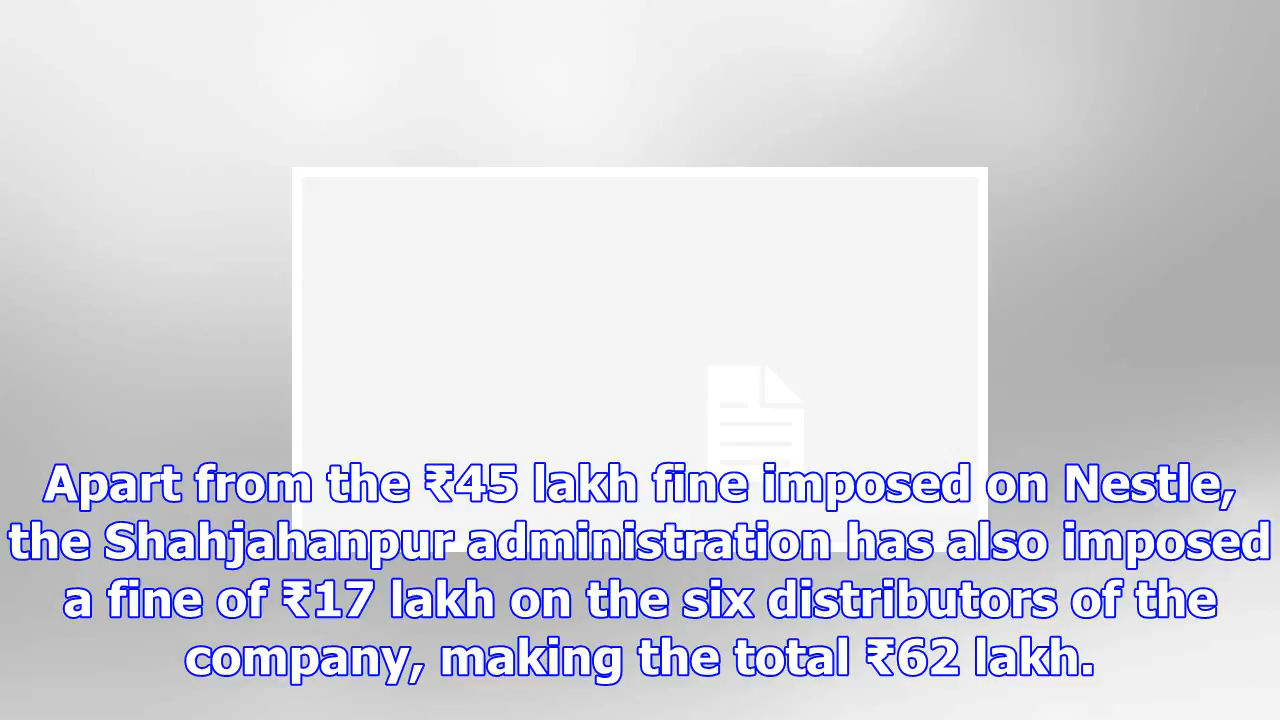 Apart from the ₹45 lakh fine imposed on Nestle,
the Shahjahanpur administration has also imposed
a fine of ₹17 lakh on the six distributors of the
company, making the total ₹62 lakh.